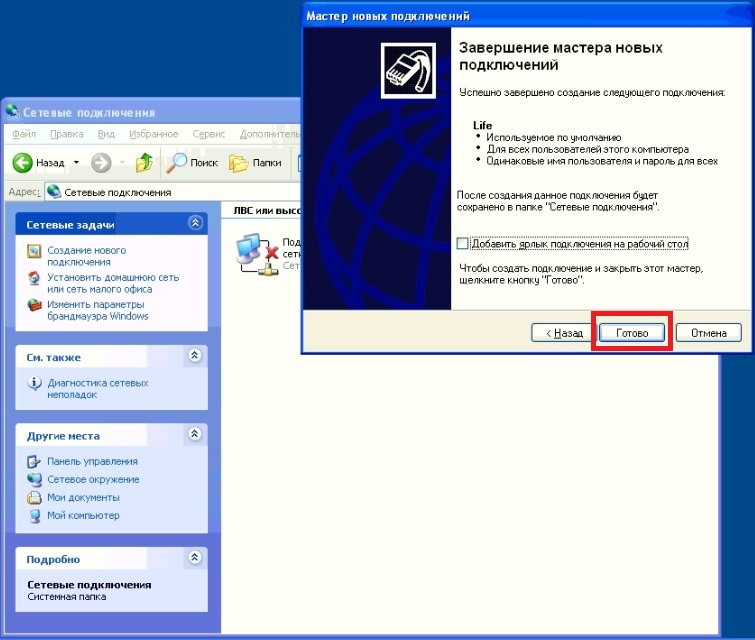 Мастер новых подключений
Завершение мастера новых
подключений
Успешно завершено создание следующего подключения:
Life
• Используемое по умолчанию
• Для всех пользователей этого компьютера
• Одинаковые имя пользователя и пароль для всех
После создания данное подключения будет
сохранено в папке "Сетевые подключения".
Добавить ярлык подключения на рабочий стол
Чтобы создать подключение и закрыть этот мастер,
щелкните кнопку "Готово".
< Назад
Готово
Отмена
Сетевые подключения
Файл Правка Вид Избранное Сервис Дополнитель
Назад Поиск Папки
Адрес: Сетевые подключения
Сетевые задачи
Создание нового
подключения
Установить домашнюю сеть
или сеть малого офиса
Изменить параметры
брандмауэра Windows
См. также
Диагностика сетевых
неполадок
Другие места
Панель управления
Сетевое окружение
Мои документы
Мой компьютер
Подробно
Сетевые подключения
Системная папка
ЛВС или высо
Под
сети
Сете